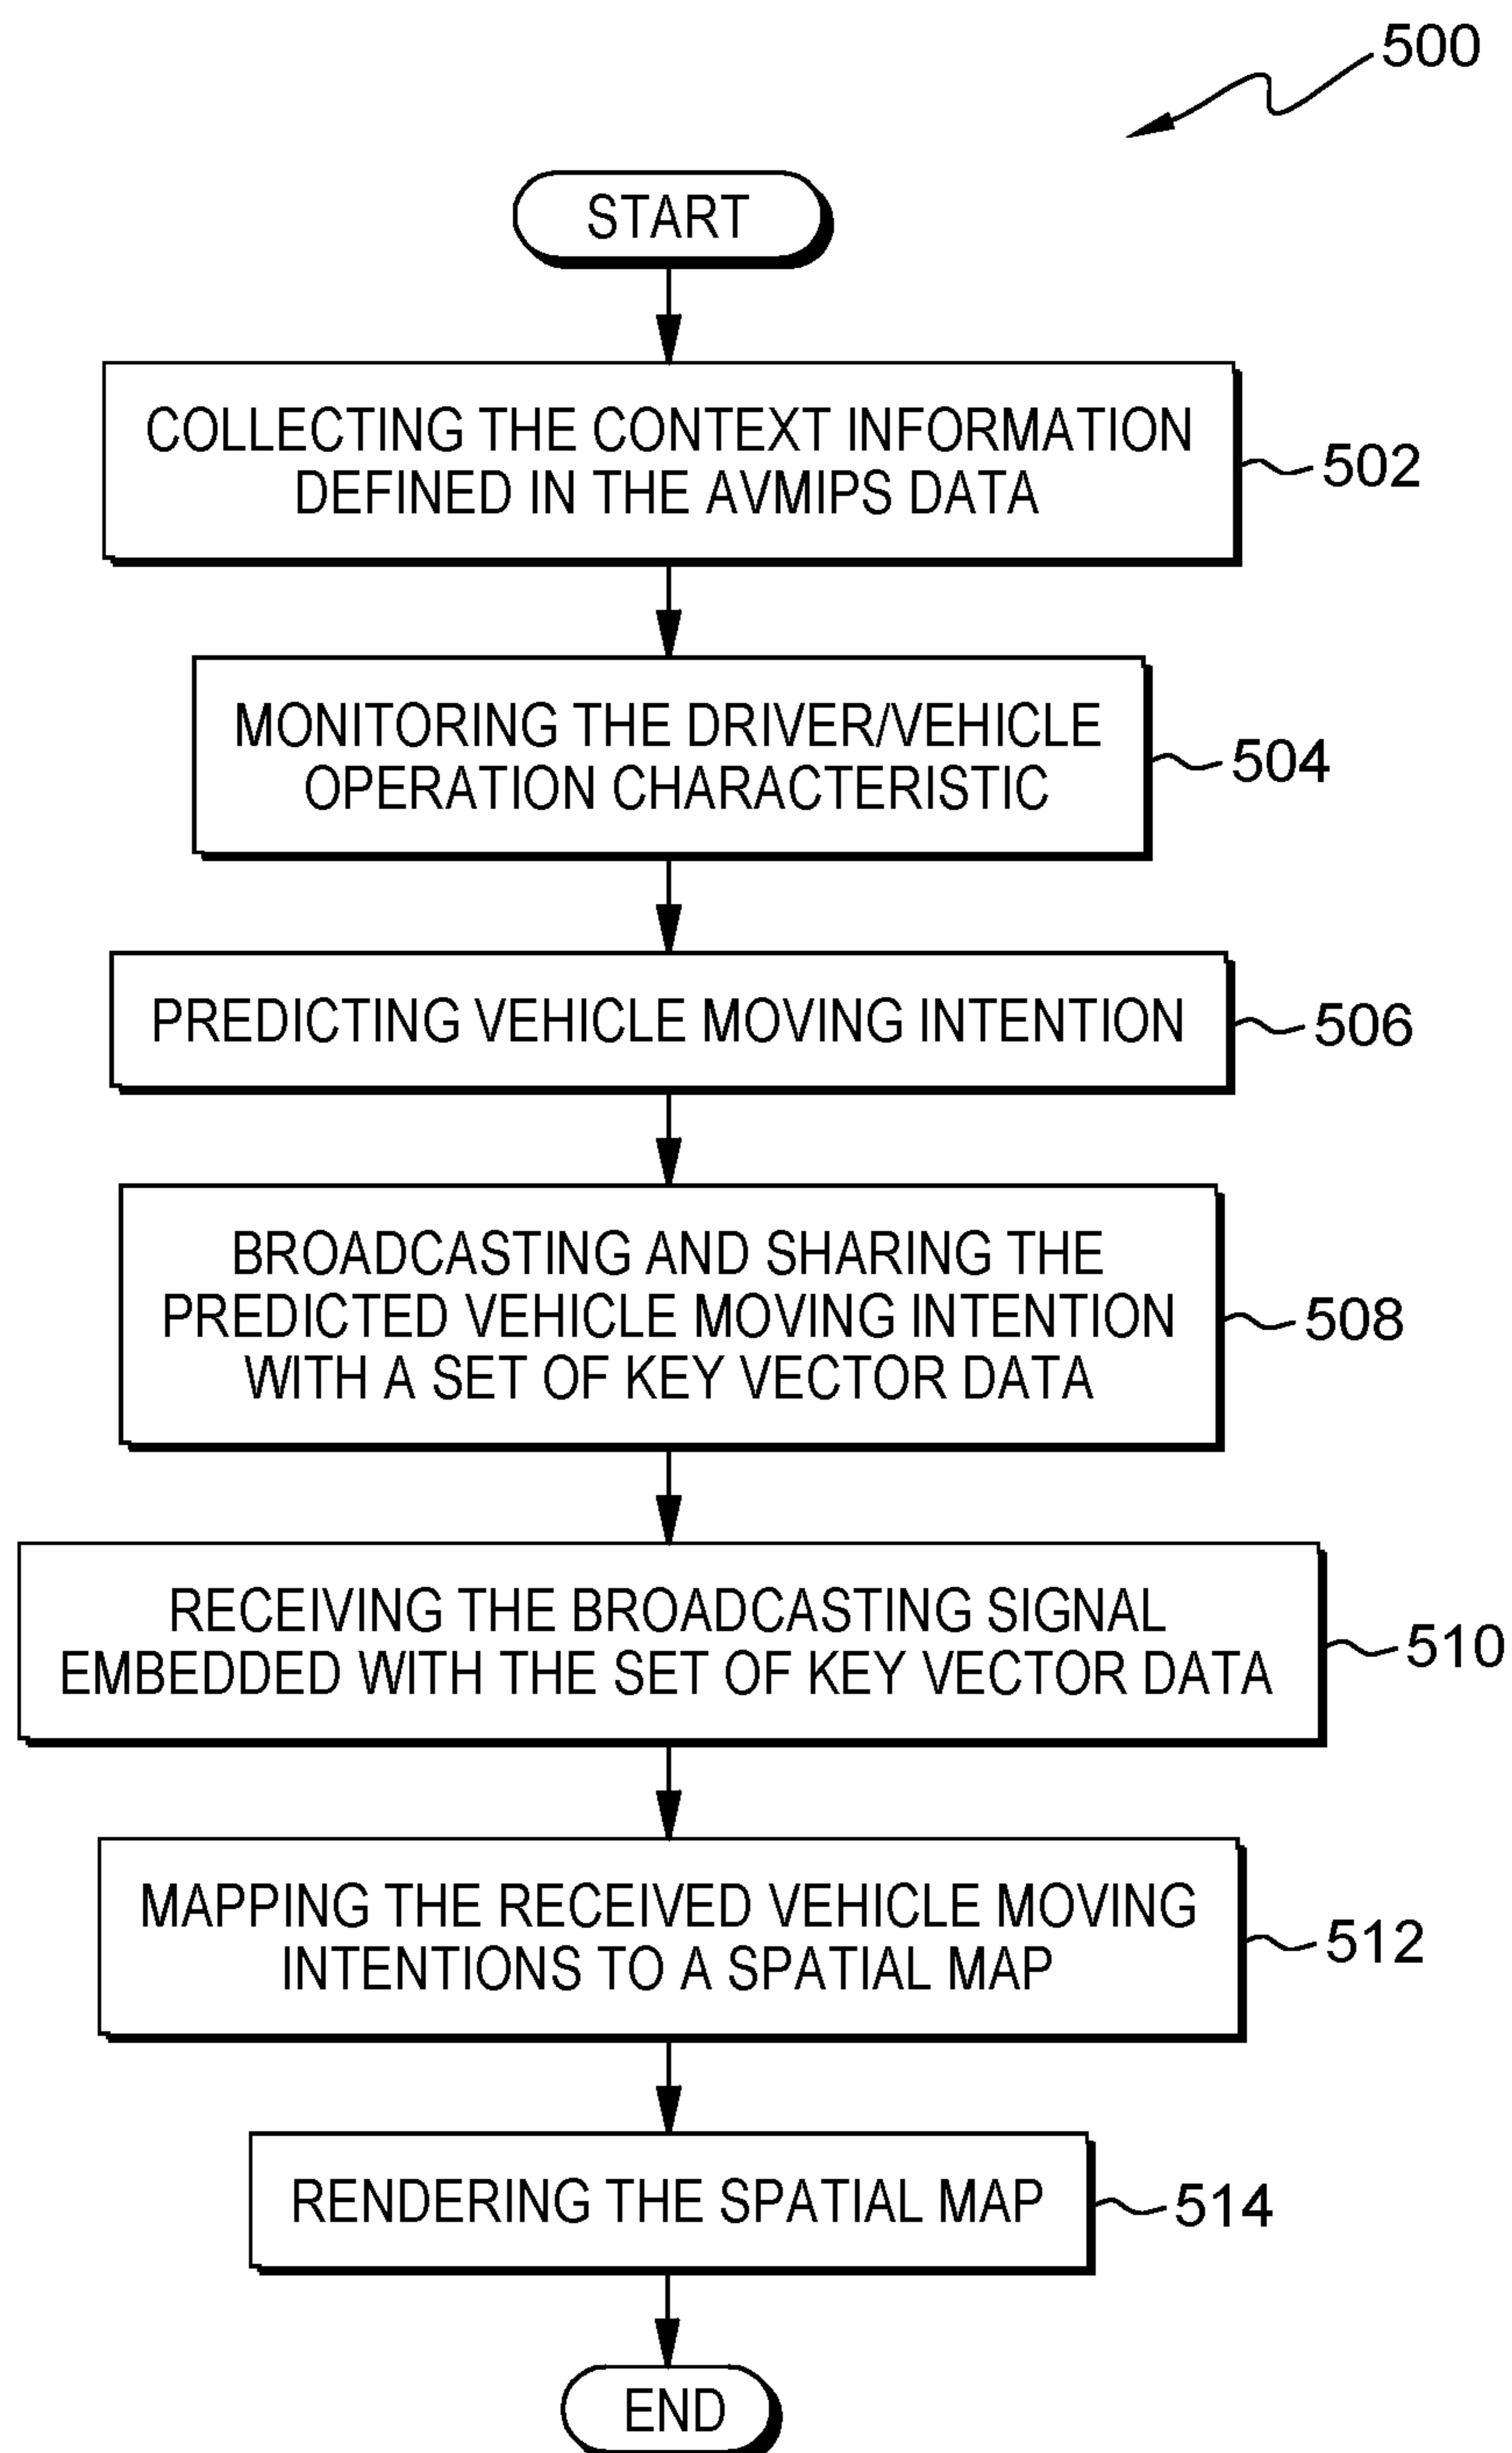 500
START
COLLECTING THE CONTEXT INFORMATION
DEFINED IN THE AVMIPS DATA
502
MONITORING THE DRIVER/VEHICLE
OPERATION CHARACTERISTIC
504
PREDICTING VEHICLE MOVING INTENTION
506
BROADCASTING AND SHARING THE
PREDICTED VEHICLE MOVING INTENTION
WITH A SET OF KEY VECTOR DATA
508
RECEIVING THE BROADCASTING SIGNAL
EMBEDDED WITH THE SET OF KEY VECTOR DATA
510
MAPPING THE RECEIVED VEHICLE MOVING
INTENTIONS TO A SPATIAL MAP
512
RENDERING THE SPATIAL MAP
514
END